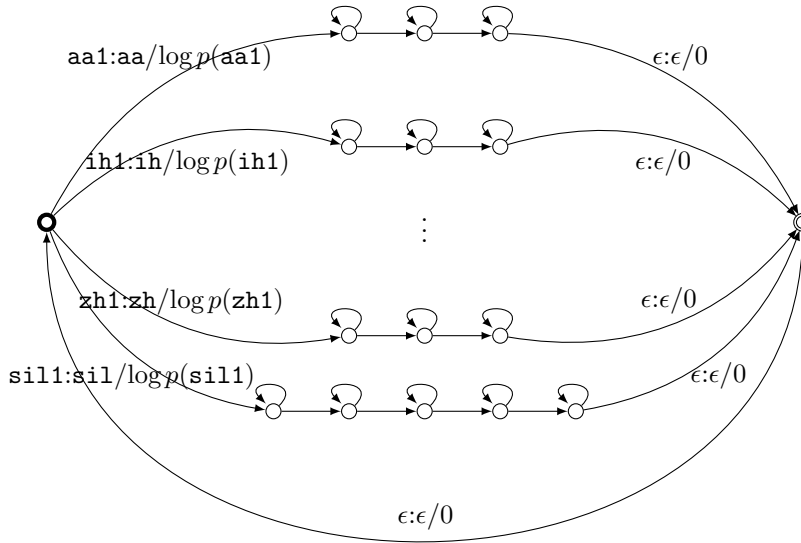 aa1:aa/log p(aa1)
ϵ:ϵ/0
ih1:ih/log p(ih1)
ϵ:ϵ/0
⋮
zh1:zh/log p(zh1)
ϵ:ϵ/0
sil1:sil/log p(sil1)
ϵ:ϵ/0
ϵ:ϵ/0